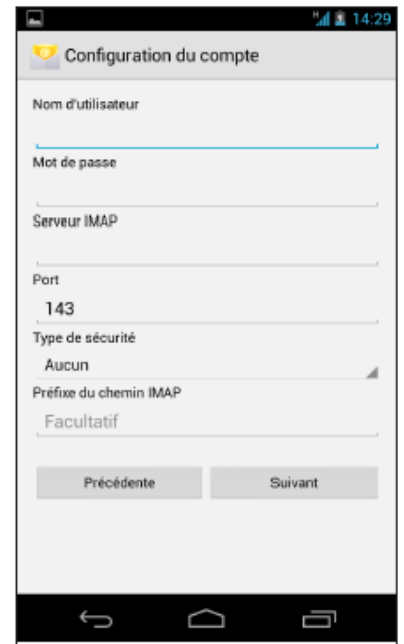 H 14:29
Configuration du compte
Nom d'utilisateur
Mot de passe
Serveur IMAP
Port
143
Type de sécurité
Aucun
Préfixe du chemin IMAP
Facultatif
Précédente Suivant